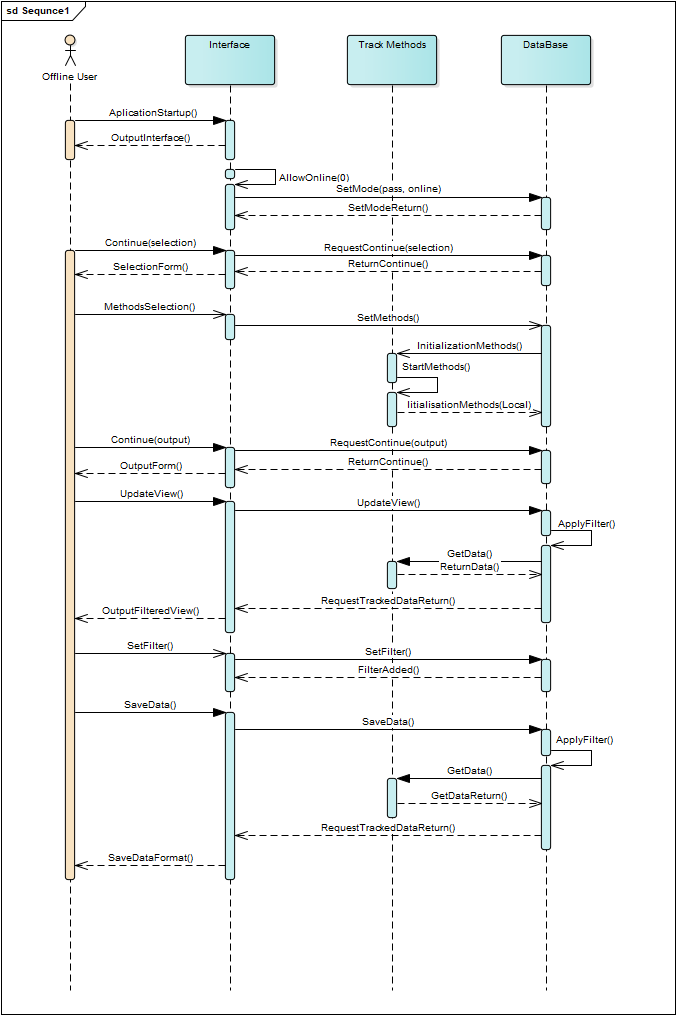 sd Sequnce1
Interface
Track Methods
DataBase
Offline User
AplicationStartup()
OutputInterface()
AllowOnline(0)
SetMode(pass, online)
SetModeReturn()
Continue(selection)
RequestContinue(selection)
SelectionForm()
ReturnContinue()
MethodsSelection()
SetMethods()
InitializationMethods()
StartMethods()
IitialisationMethods(Local)
Continue(output)
RequestContinue(output)
OutputForm()
ReturnContinue()
UpdateView()
UpdateView()
ApplyFilter()
GetData()
ReturnData()
RequestTrackedDataReturn()
OutputFilteredView()
SetFilter()
SetFilter()
FilterAdded()
SaveData()
SaveData()
ApplyFilter()
GetData()
GetDataReturn()
RequestTrackedDataReturn()
SaveDataFormat()